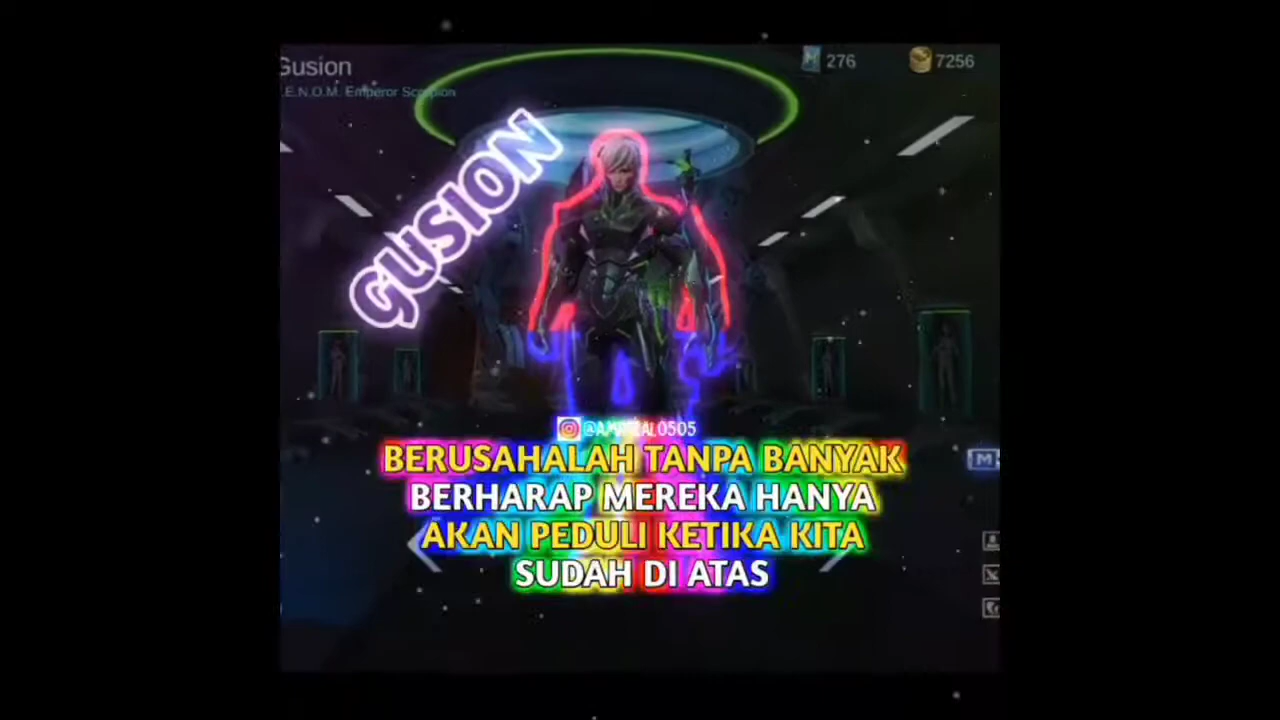 Gusion
276
7256
V.E.N.O.M. Emperor Scorpion
GUSION
BERUSAHALAH TANPA BANYAK
BERHARAP MEREKA HANYA
AKAN PEDULI KETIKA KITA
SUDAH DI ATAS
M